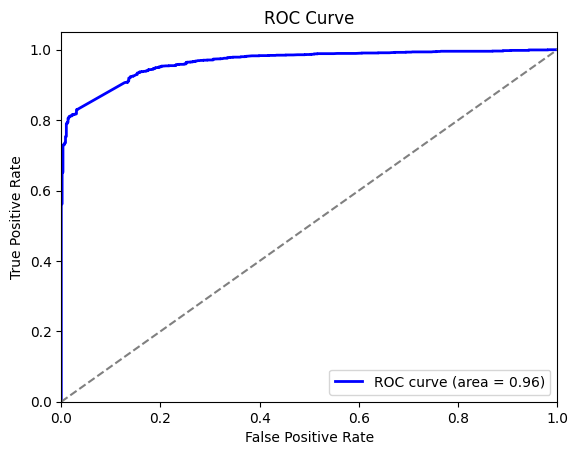 ROC Curve
1.0
0.8
0.6
0.4
0.2
0.0
True Positive Rate
ROC curve (area = 0.96)
0.0 0.2 0.4 0.6 0.8 1.0
False Positive Rate